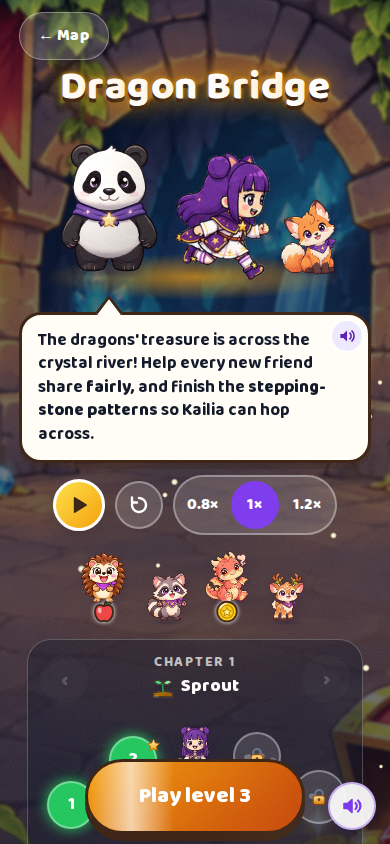 ← Map
Dragon Bridge
The dragons' treasure is across the
crystal river! Help every new friend
share fairly, and finish the stepping-
stone patterns so Kailia can hop
across.
0.8×
1×
1.2×
CHAPTER 1
Sprout
1
Play level 3